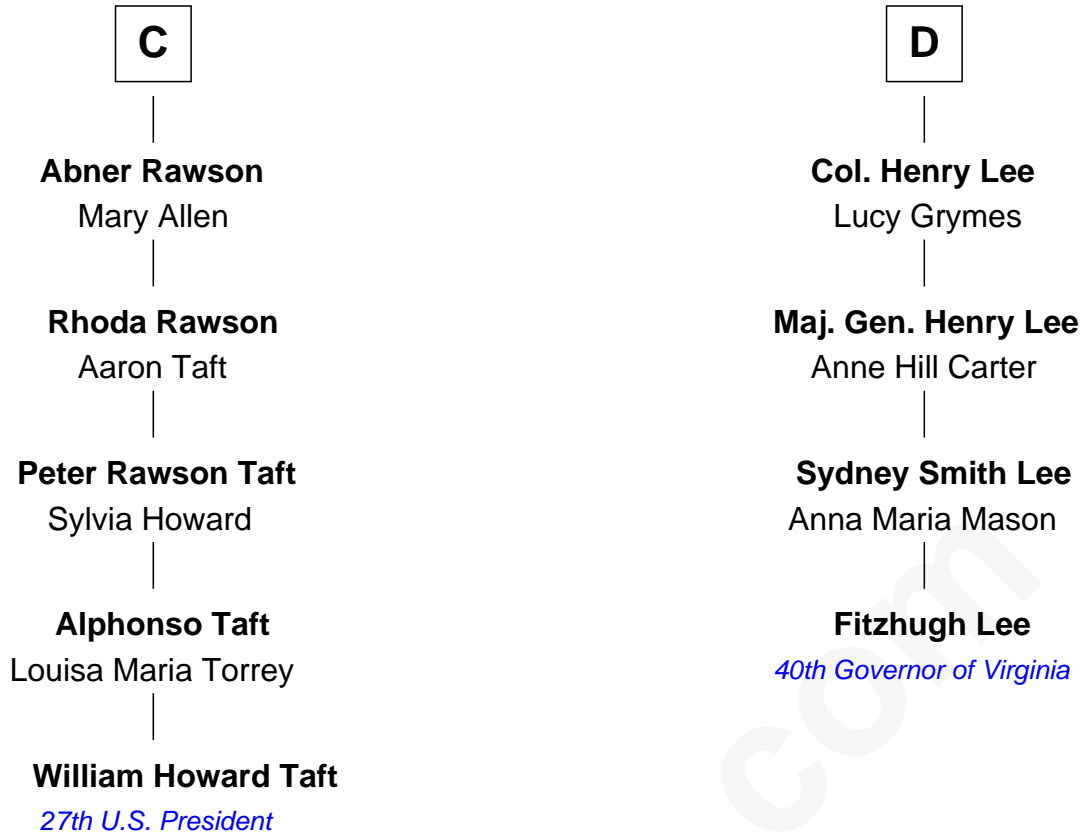 C
Abner Rawson
Mary Allen
Rhoda Rawson
Aaron Taft
Peter Rawson Taft
Sylvia Howard
Alphonso Taft
Louisa Maria Torrey
William Howard Taft
27th U.S. President
D
Col. Henry Lee
Lucy Grymes
Maj. Gen. Henry Lee
Anne Hill Carter
Sydney Smith Lee
Anna Maria Mason
Fitzhugh Lee
40th Governor of Virginia
com